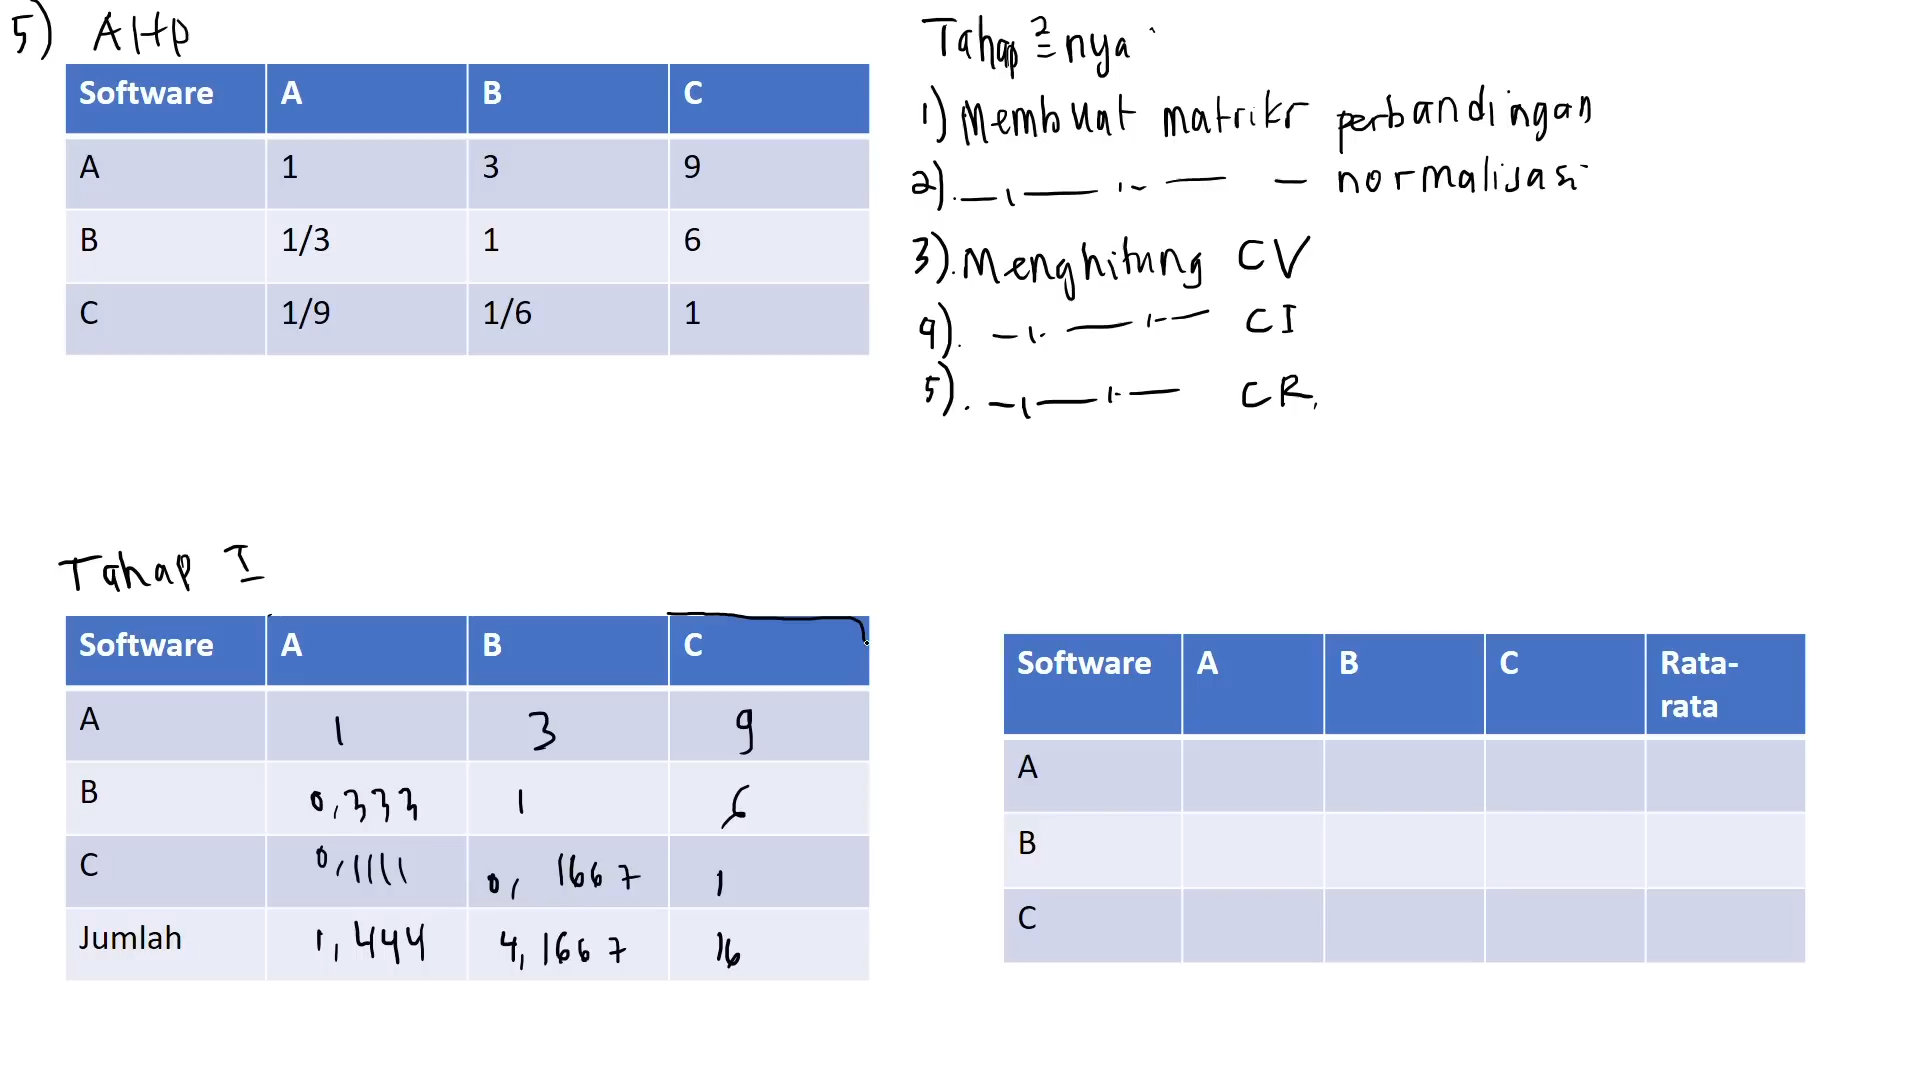 5) AHP
Software A B C
A 1 3 9
B 1/3 1 6
C 1/9 1/6 1
Tahap²nya
1) Membuat matriks perbandingan
2). — ı — ı- — — normalisasi
3). Menghitung CV
4). — ı. — ı- — CI
5). — ı — ı- — CR.
Tahap I
Software A B C
A 1 3 9
B 0,333 1 6
C 0,1111 0,1667 1
Jumlah 1,444 4,1667 16
Software A B C Rata-
rata
A
B
C